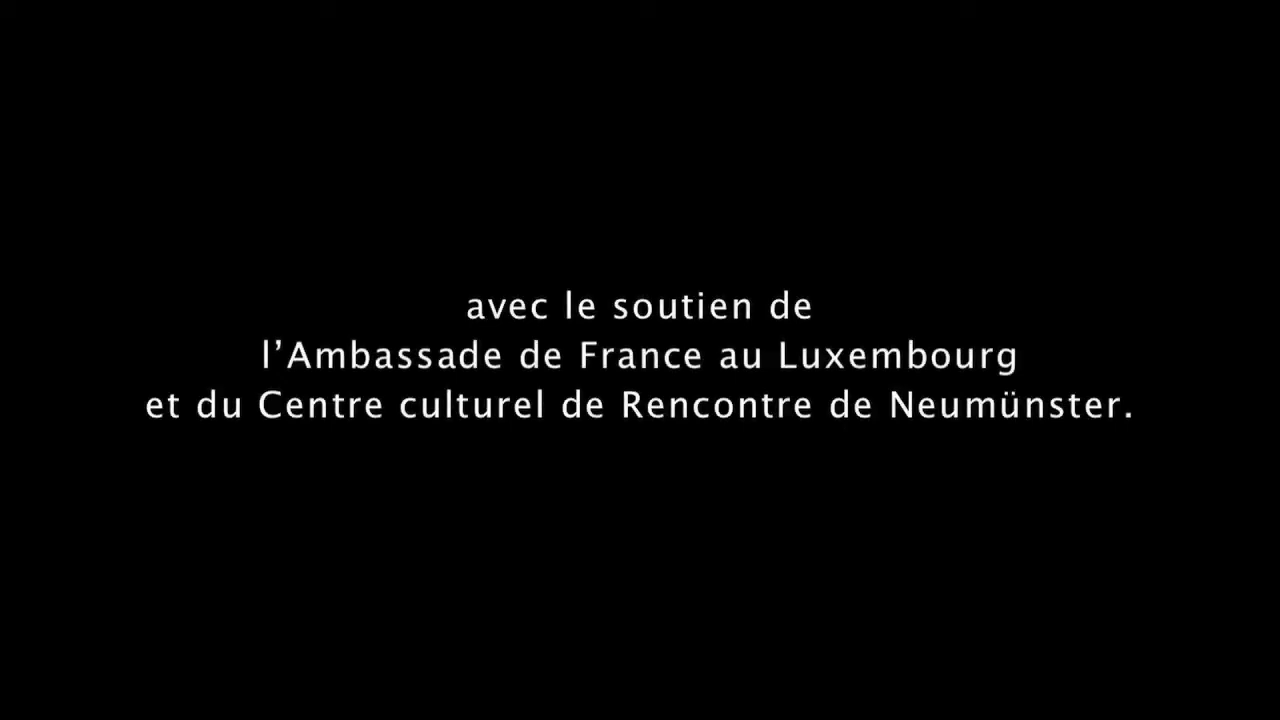 avec le soutien de
l’Ambassade de France au Luxembourg
et du Centre culturel de Rencontre de Neumünster.